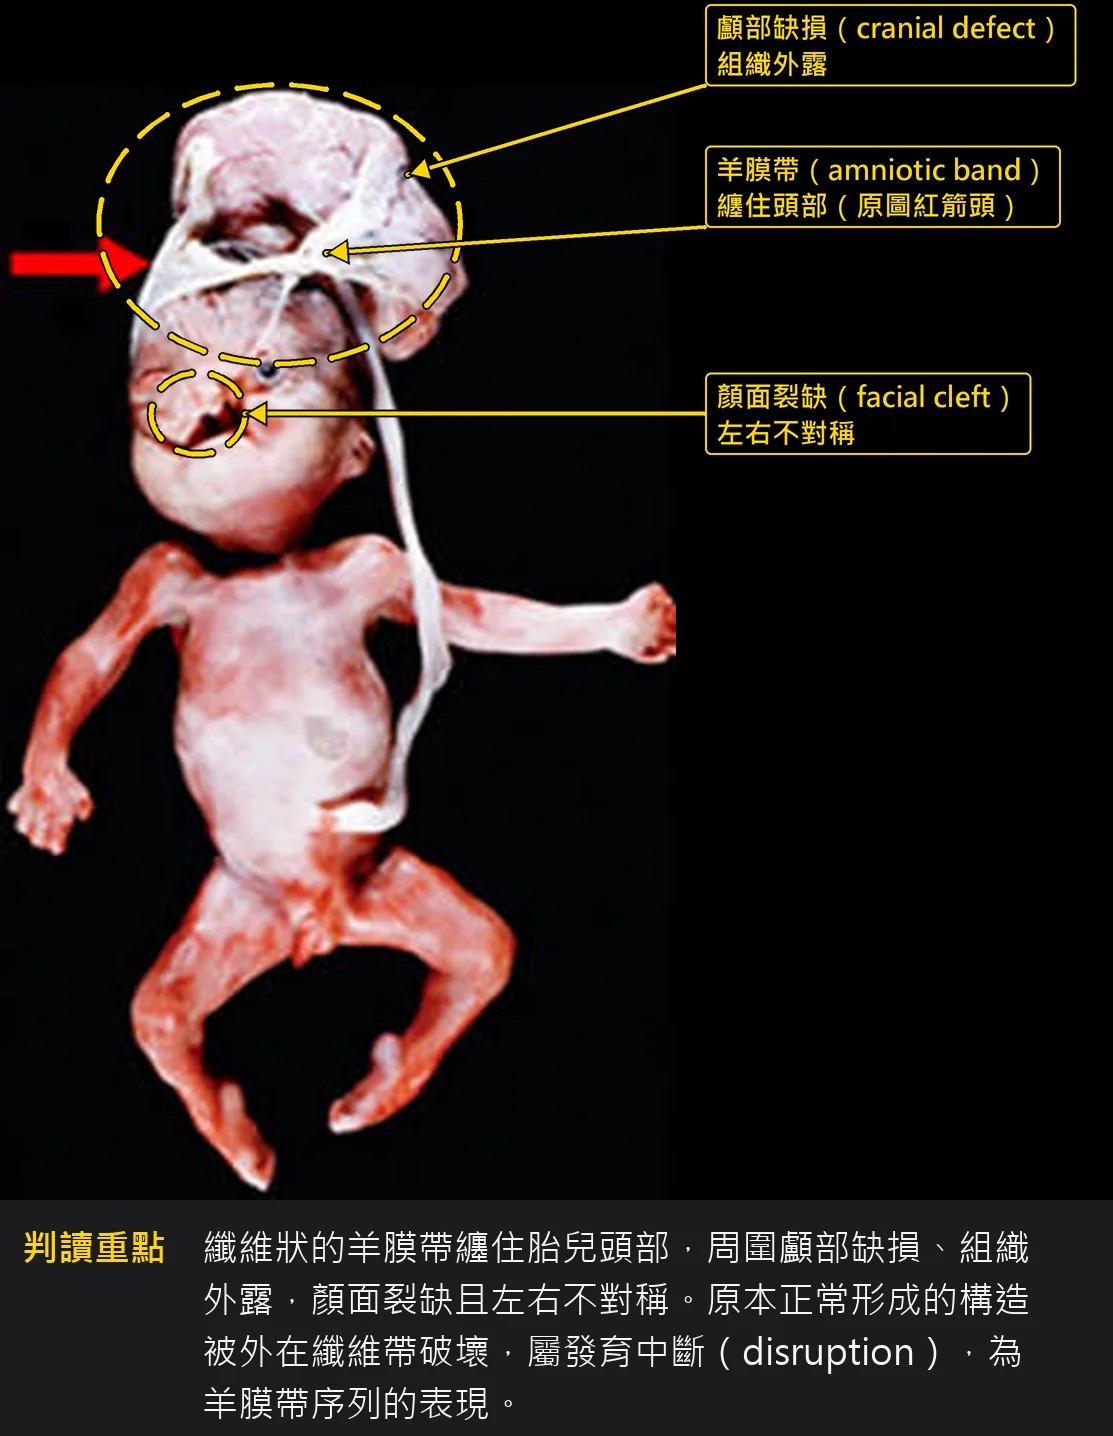 顱部缺損（cranial defect）
組織外露
羊膜帶（amniotic band）
纏住頭部（原圖紅箭頭）
顏面裂缺（facial cleft）
左右不對稱
判讀重點 纖維狀的羊膜帶纏住胎兒頭部，周圍顱部缺損、組織
外露，顏面裂缺且左右不對稱。原本正常形成的構造
被外在纖維帶破壞，屬發育中斷（disruption），為
羊膜帶序列的表現。